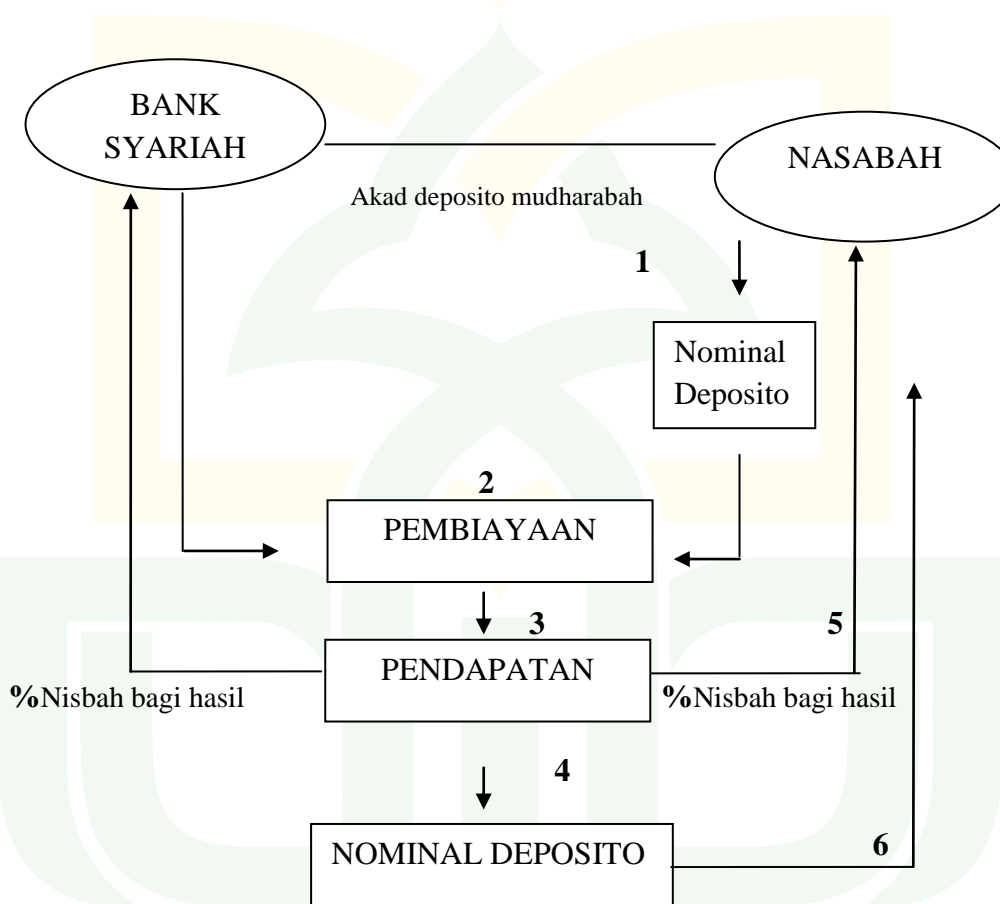 BANK
SYARIAH
NASABAH
Akad deposito mudharabah
1
Nominal
Deposito
2
PEMBIAYAAN
3
5
PENDAPATAN
%Nisbah bagi hasil
%Nisbah bagi hasil
4
NOMINAL DEPOSITO
6